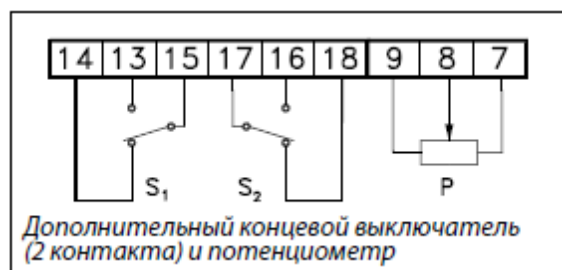 14 13 15 17 16 18 9 8 7
S₁ S₂ P
Дополнительный концевой выключатель
(2 контакта) и потенциометр